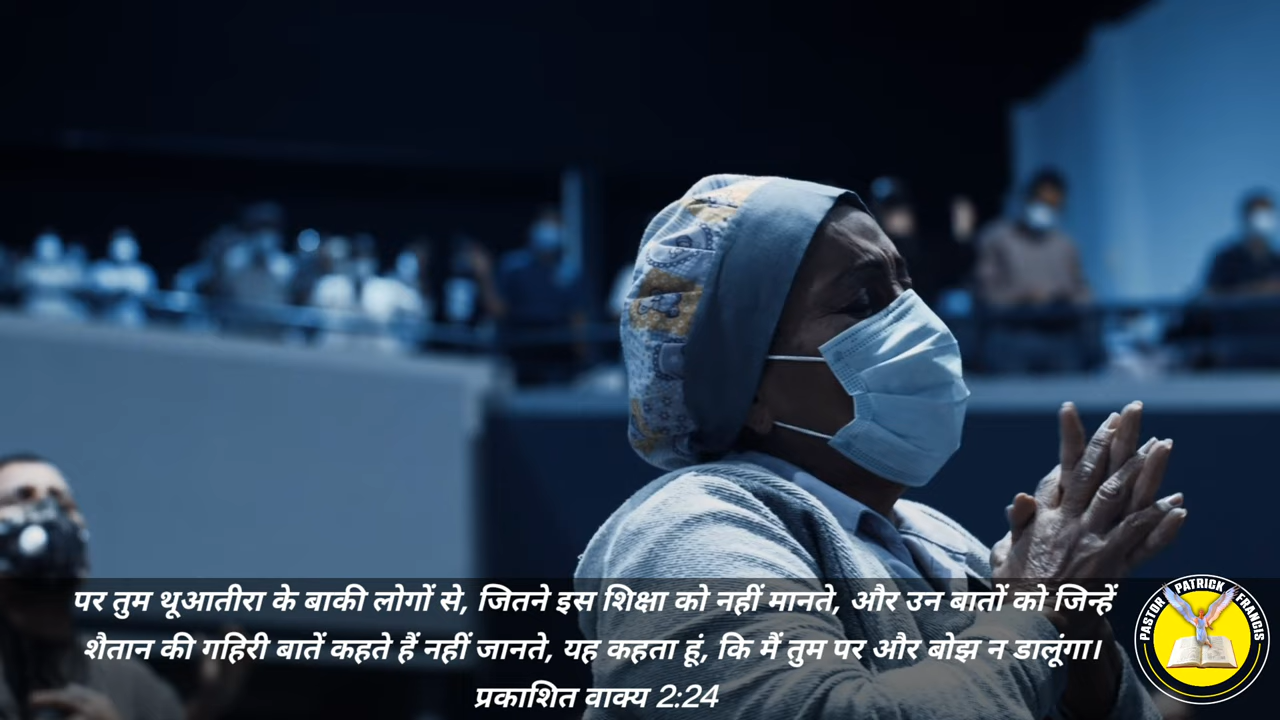 पर तुम थूआतीरा के बाकी लोगों से, जितने इस शिक्षा को नहीं मानते, और उन बातों को जिन्हें
शैतान की गहिरी बातें कहते हैं नहीं जानते, यह कहता हूं, कि मैं तुम पर और बोझ न डालूंगा।
प्रकाशित वाक्य 2:24
PASTOR PATRICK FRANCIS